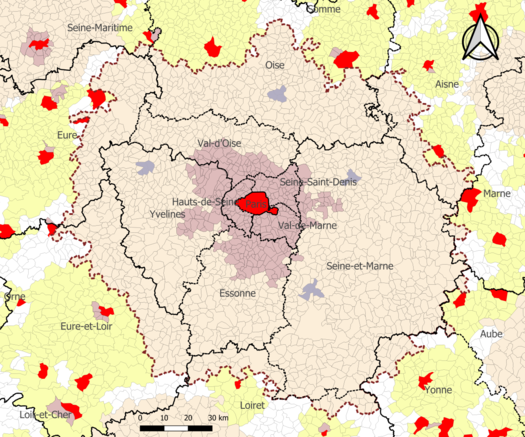 Somme
Seine-Maritime
Oise
Aisne
Eure
Val-d'Oise
Seine-Saint-Denis
Marne
Hauts-de-Seine
Paris
Yvelines
Val-de-Marne
Seine-et-Marne
Essonne
Orne
Eure-et-Loir
Aube
Yonne
Loiret
Loir-et-Cher
0 10 20 30 km